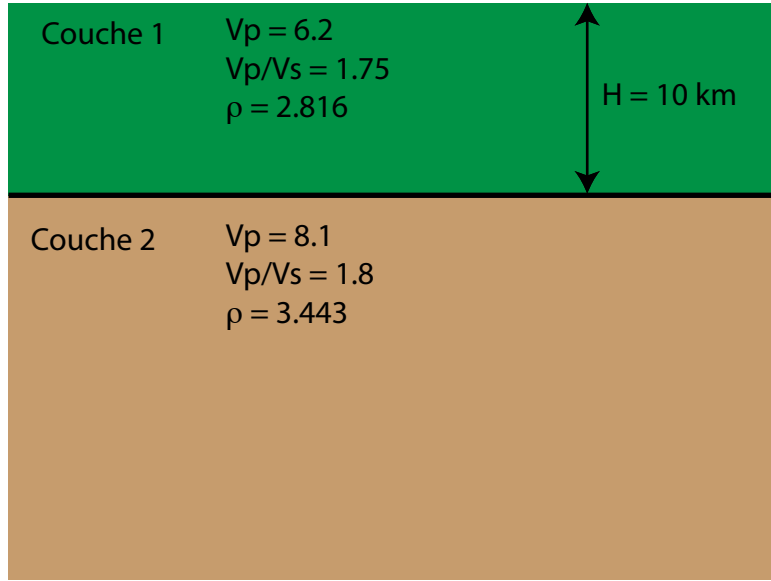 Couche 1
Vp = 6.2
Vp/Vs = 1.75
ρ = 2.816
H = 10 km
Couche 2
Vp = 8.1
Vp/Vs = 1.8
ρ = 3.443